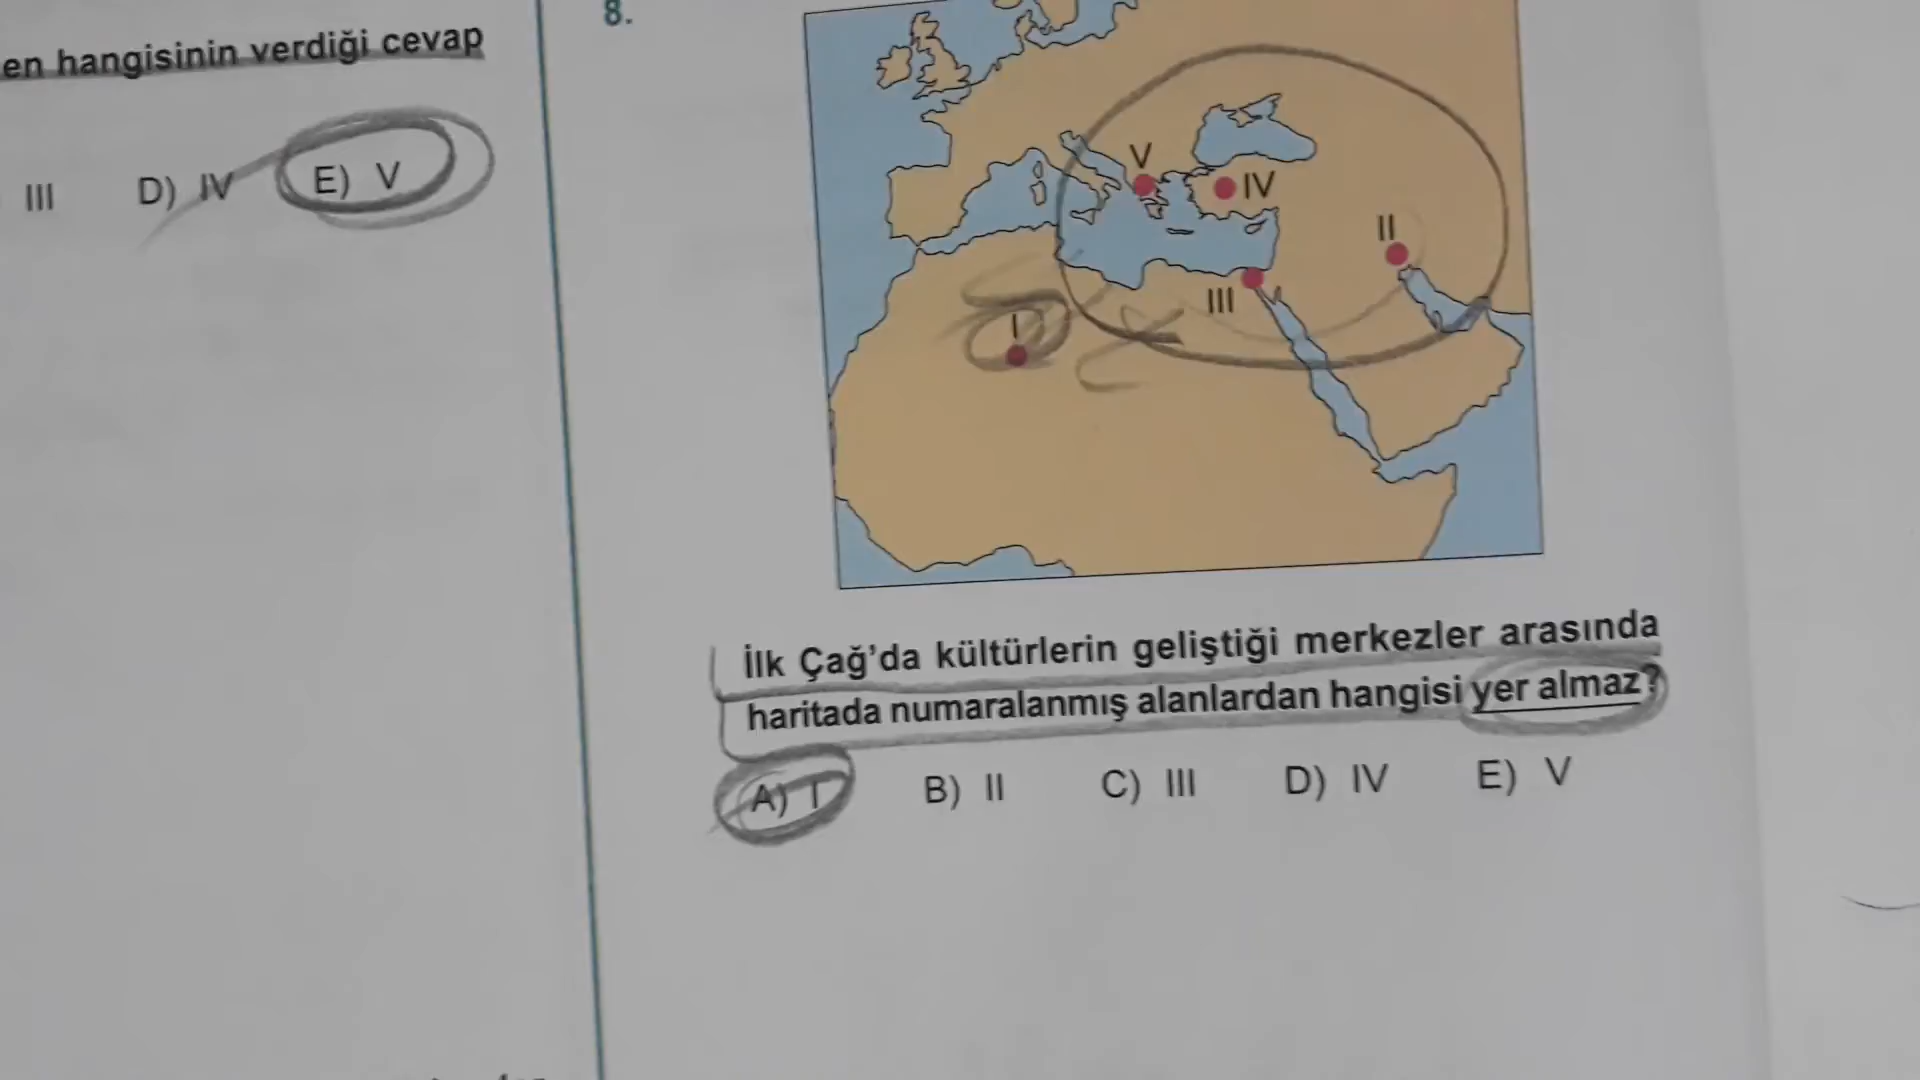 en hangisinin verdiği cevap
III D) IV E) V
8.
V
IV
II
III
I
İlk Çağ'da kültürlerin geliştiği merkezler arasında
haritada numaralanmış alanlardan hangisi yer almaz?
A) I B) II C) III D) IV E) V